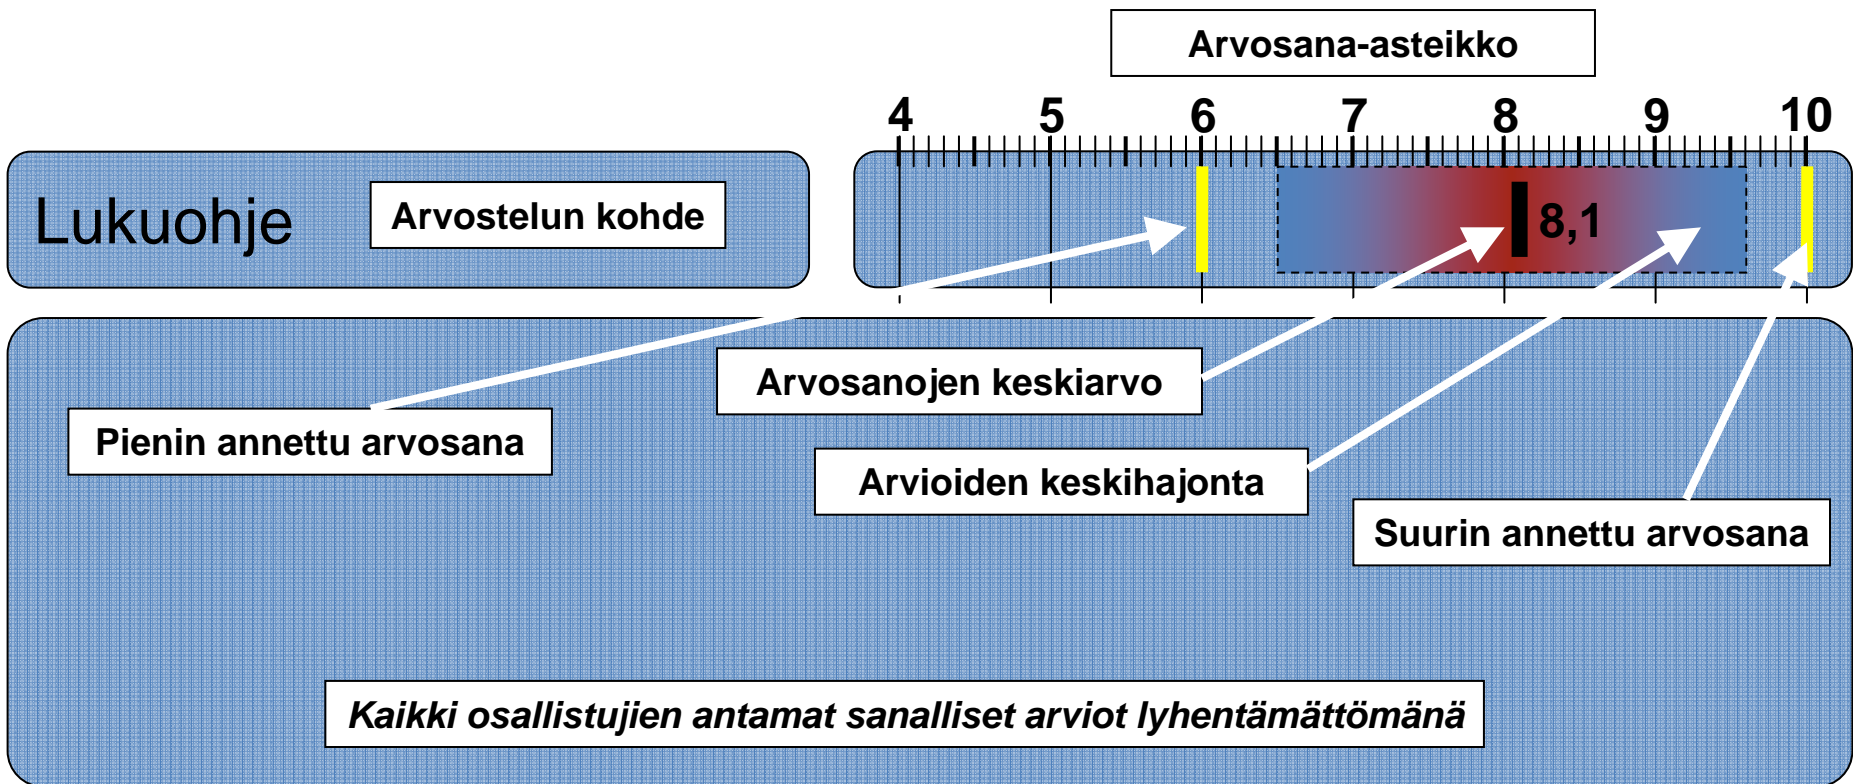 Arvosana-asteikko
4 5 6 7 8 9 10
Lukuohje
Arvostelun kohde
8,1
Arvosanojen keskiarvo
Pienin annettu arvosana
Arvioiden keskihajonta
Suurin annettu arvosana
Kaikki osallistujien antamat sanalliset arviot lyhentämättömänä